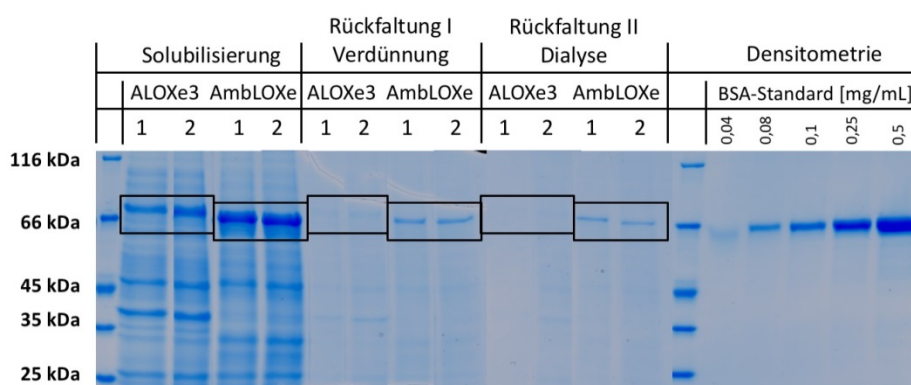 Rückfaltung I Rückfaltung II
Solubilisierung Verdünnung Dialyse Densitometrie
ALOXe3 AmbLOXe ALOXe3 AmbLOXe ALOXe3 AmbLOXe BSA-Standard [mg/mL]
1 2 1 2 1 2 1 2 1 2 1 2 0,04 0,08 0,1 0,25 0,5
116 kDa
66 kDa
45 kDa
35 kDa
25 kDa